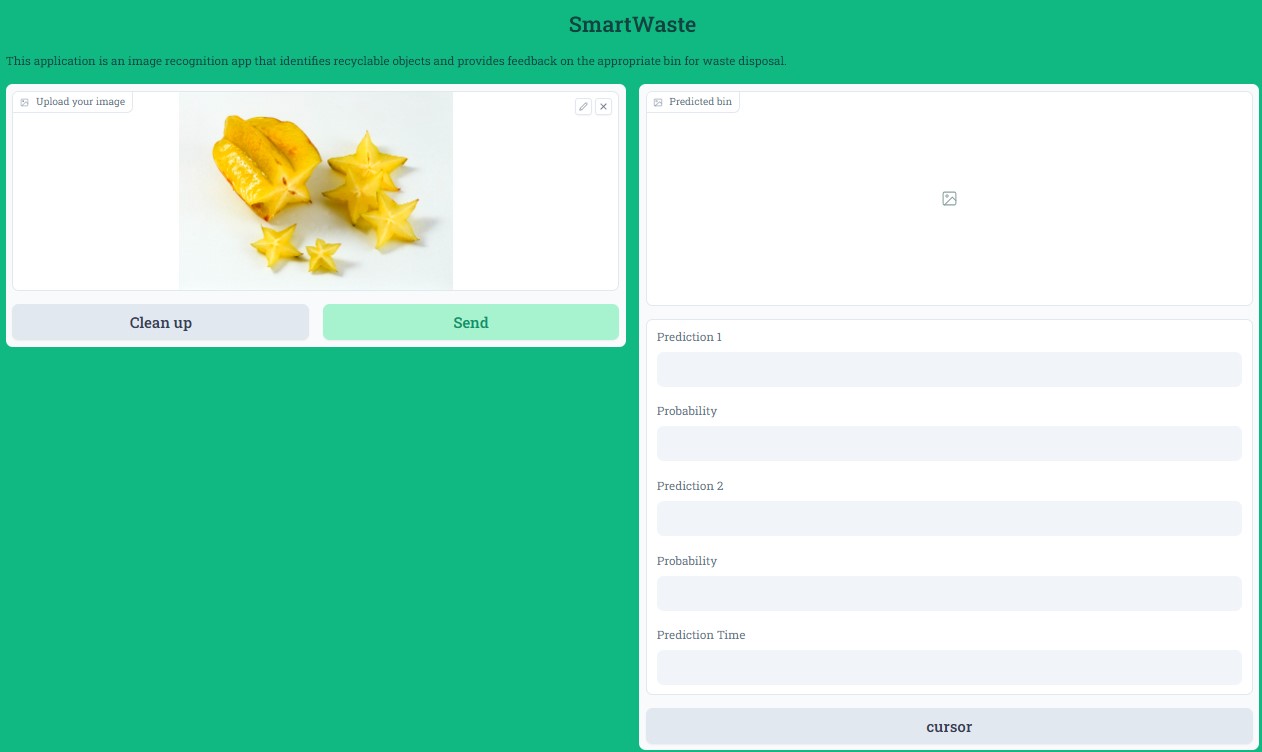 SmartWaste
This application is an image recognition app that identifies recyclable objects and provides feedback on the appropriate bin for waste disposal.
Upload your image
Clean up
Send
Predicted bin
Prediction 1
Probability
Prediction 2
Probability
Prediction Time
cursor